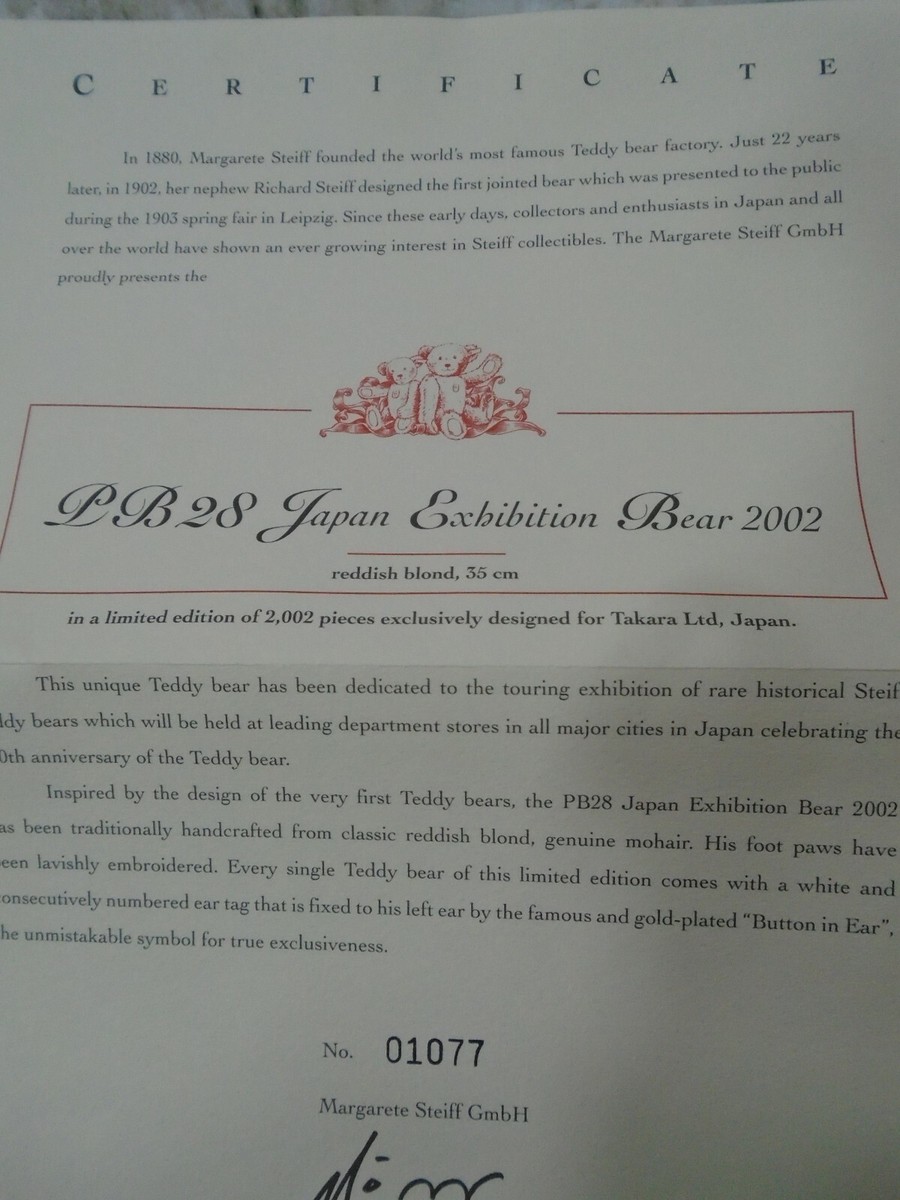 CERTIFICATE
In 1880, Margarete Steiff founded the world's most famous Teddy bear factory. Just 22 years
later, in 1902, her nephew Richard Steiff designed the first jointed bear which was presented to the public
during the 1903 spring fair in Leipzig. Since these early days, collectors and enthusiasts in Japan and all
over the world have shown an ever growing interest in Steiff collectibles. The Margarete Steiff GmbH
proudly presents the
PB28 Japan Exhibition Bear 2002
reddish blond, 35 cm
in a limited edition of 2,002 pieces exclusively designed for Takara Ltd, Japan.
This unique Teddy bear has been dedicated to the touring exhibition of rare historical Steif
ddy bears which will be held at leading department stores in all major cities in Japan celebrating the
0th anniversary of the Teddy bear.
Inspired by the design of the very first Teddy bears, the PB28 Japan Exhibition Bear 2002
as been traditionally handcrafted from classic reddish blond, genuine mohair. His foot paws have
een lavishly embroidered. Every single Teddy bear of this limited edition comes with a white and
onsecutively numbered ear tag that is fixed to his left ear by the famous and gold-plated “Button in Ear”,
he unmistakable symbol for true exclusiveness.
No. 01077
Margarete Steiff GmbH